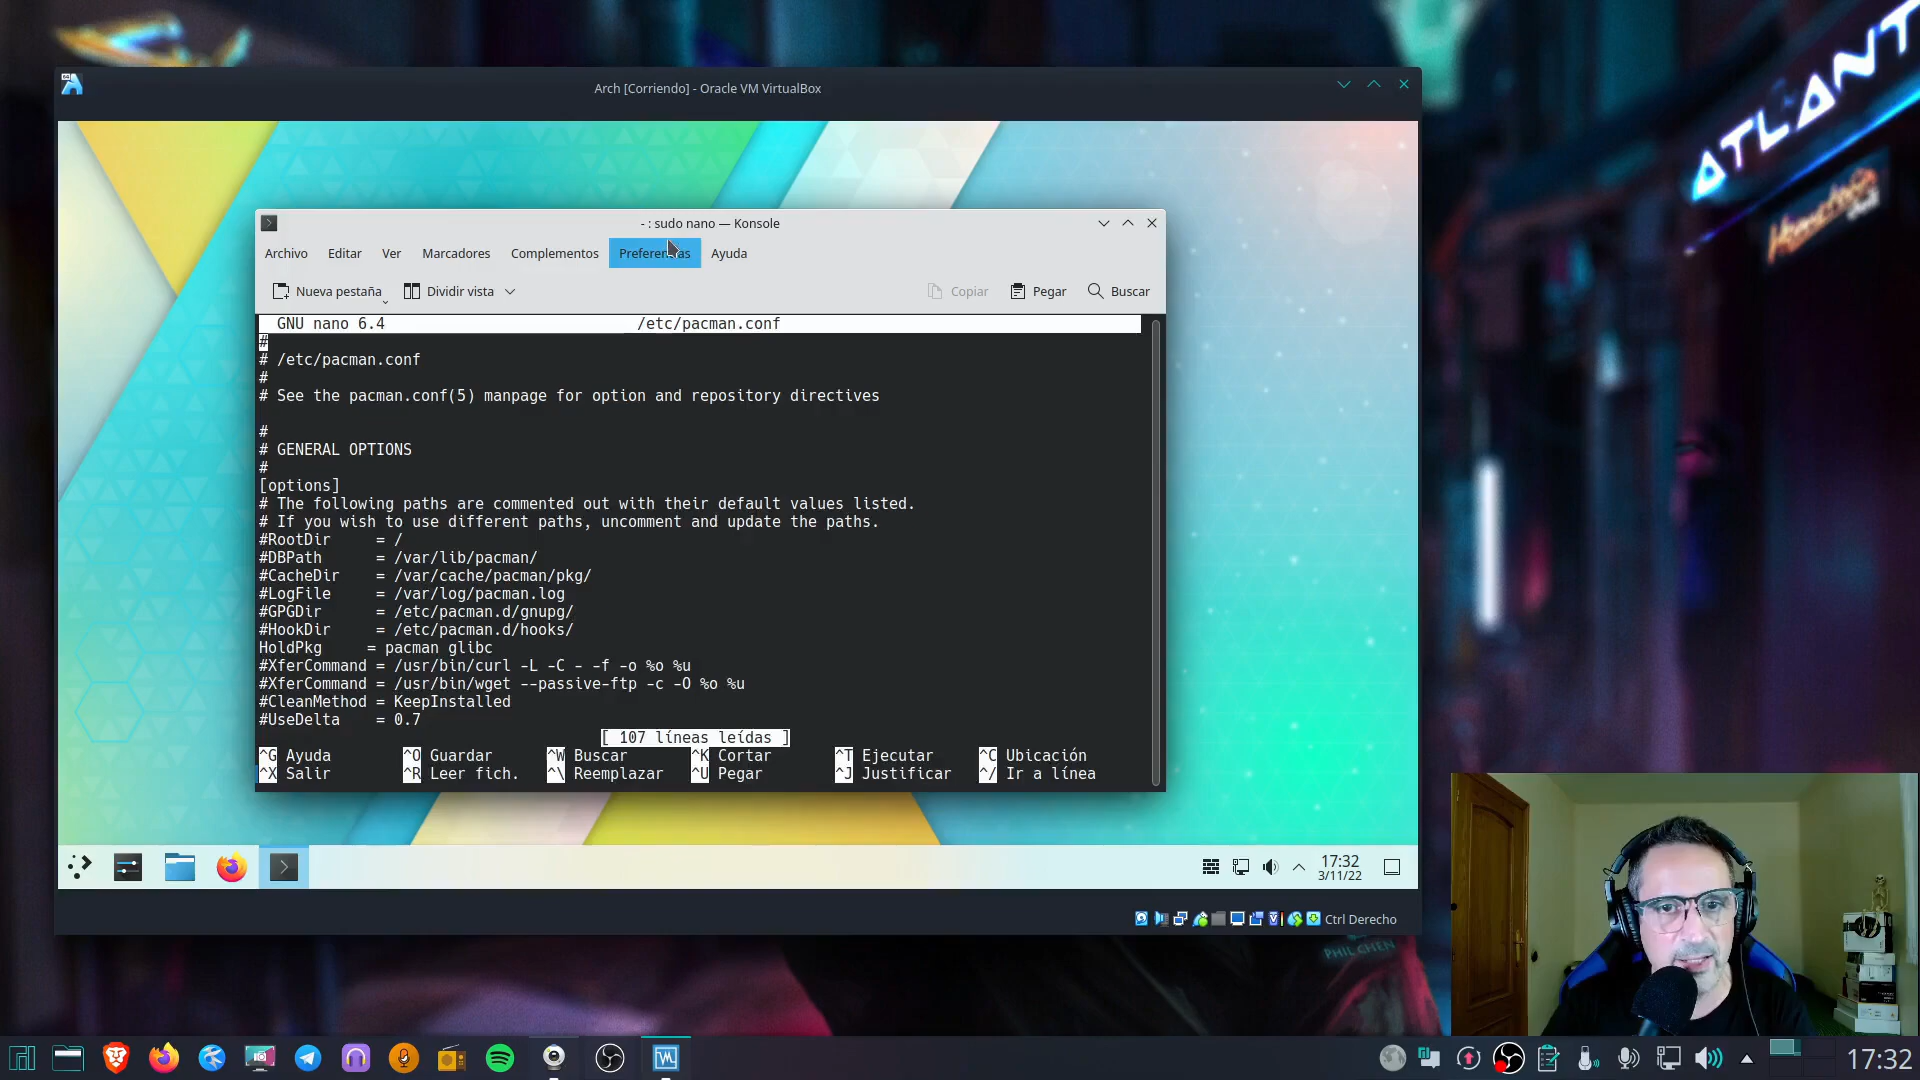 Arch [Corriendo] - Oracle VM VirtualBox
- : sudo nano — Konsole
Archivo Editar Ver Marcadores Complementos Preferencias Ayuda
Nueva pestaña Dividir vista Copiar Pegar Buscar
GNU nano 6.4 /etc/pacman.conf
#
# /etc/pacman.conf
#
# See the pacman.conf(5) manpage for option and repository directives
#
# GENERAL OPTIONS
#
[options]
# The following paths are commented out with their default values listed.
# If you wish to use different paths, uncomment and update the paths.
#RootDir = /
#DBPath = /var/lib/pacman/
#CacheDir = /var/cache/pacman/pkg/
#LogFile = /var/log/pacman.log
#GPGDir = /etc/pacman.d/gnupg/
#HookDir = /etc/pacman.d/hooks/
HoldPkg = pacman glibc
#XferCommand = /usr/bin/curl -L -C - -f -o %o %u
#XferCommand = /usr/bin/wget --passive-ftp -c -O %o %u
#CleanMethod = KeepInstalled
#UseDelta = 0.7
[ 107 líneas leídas ]
^G Ayuda ^O Guardar ^W Buscar ^K Cortar ^T Ejecutar ^C Ubicación
^X Salir ^R Leer fich. ^\ Reemplazar ^U Pegar ^J Justificar ^/ Ir a línea
17:32
3/11/22
Ctrl Derecho
ATLANT
PHIL CHEN
17:32